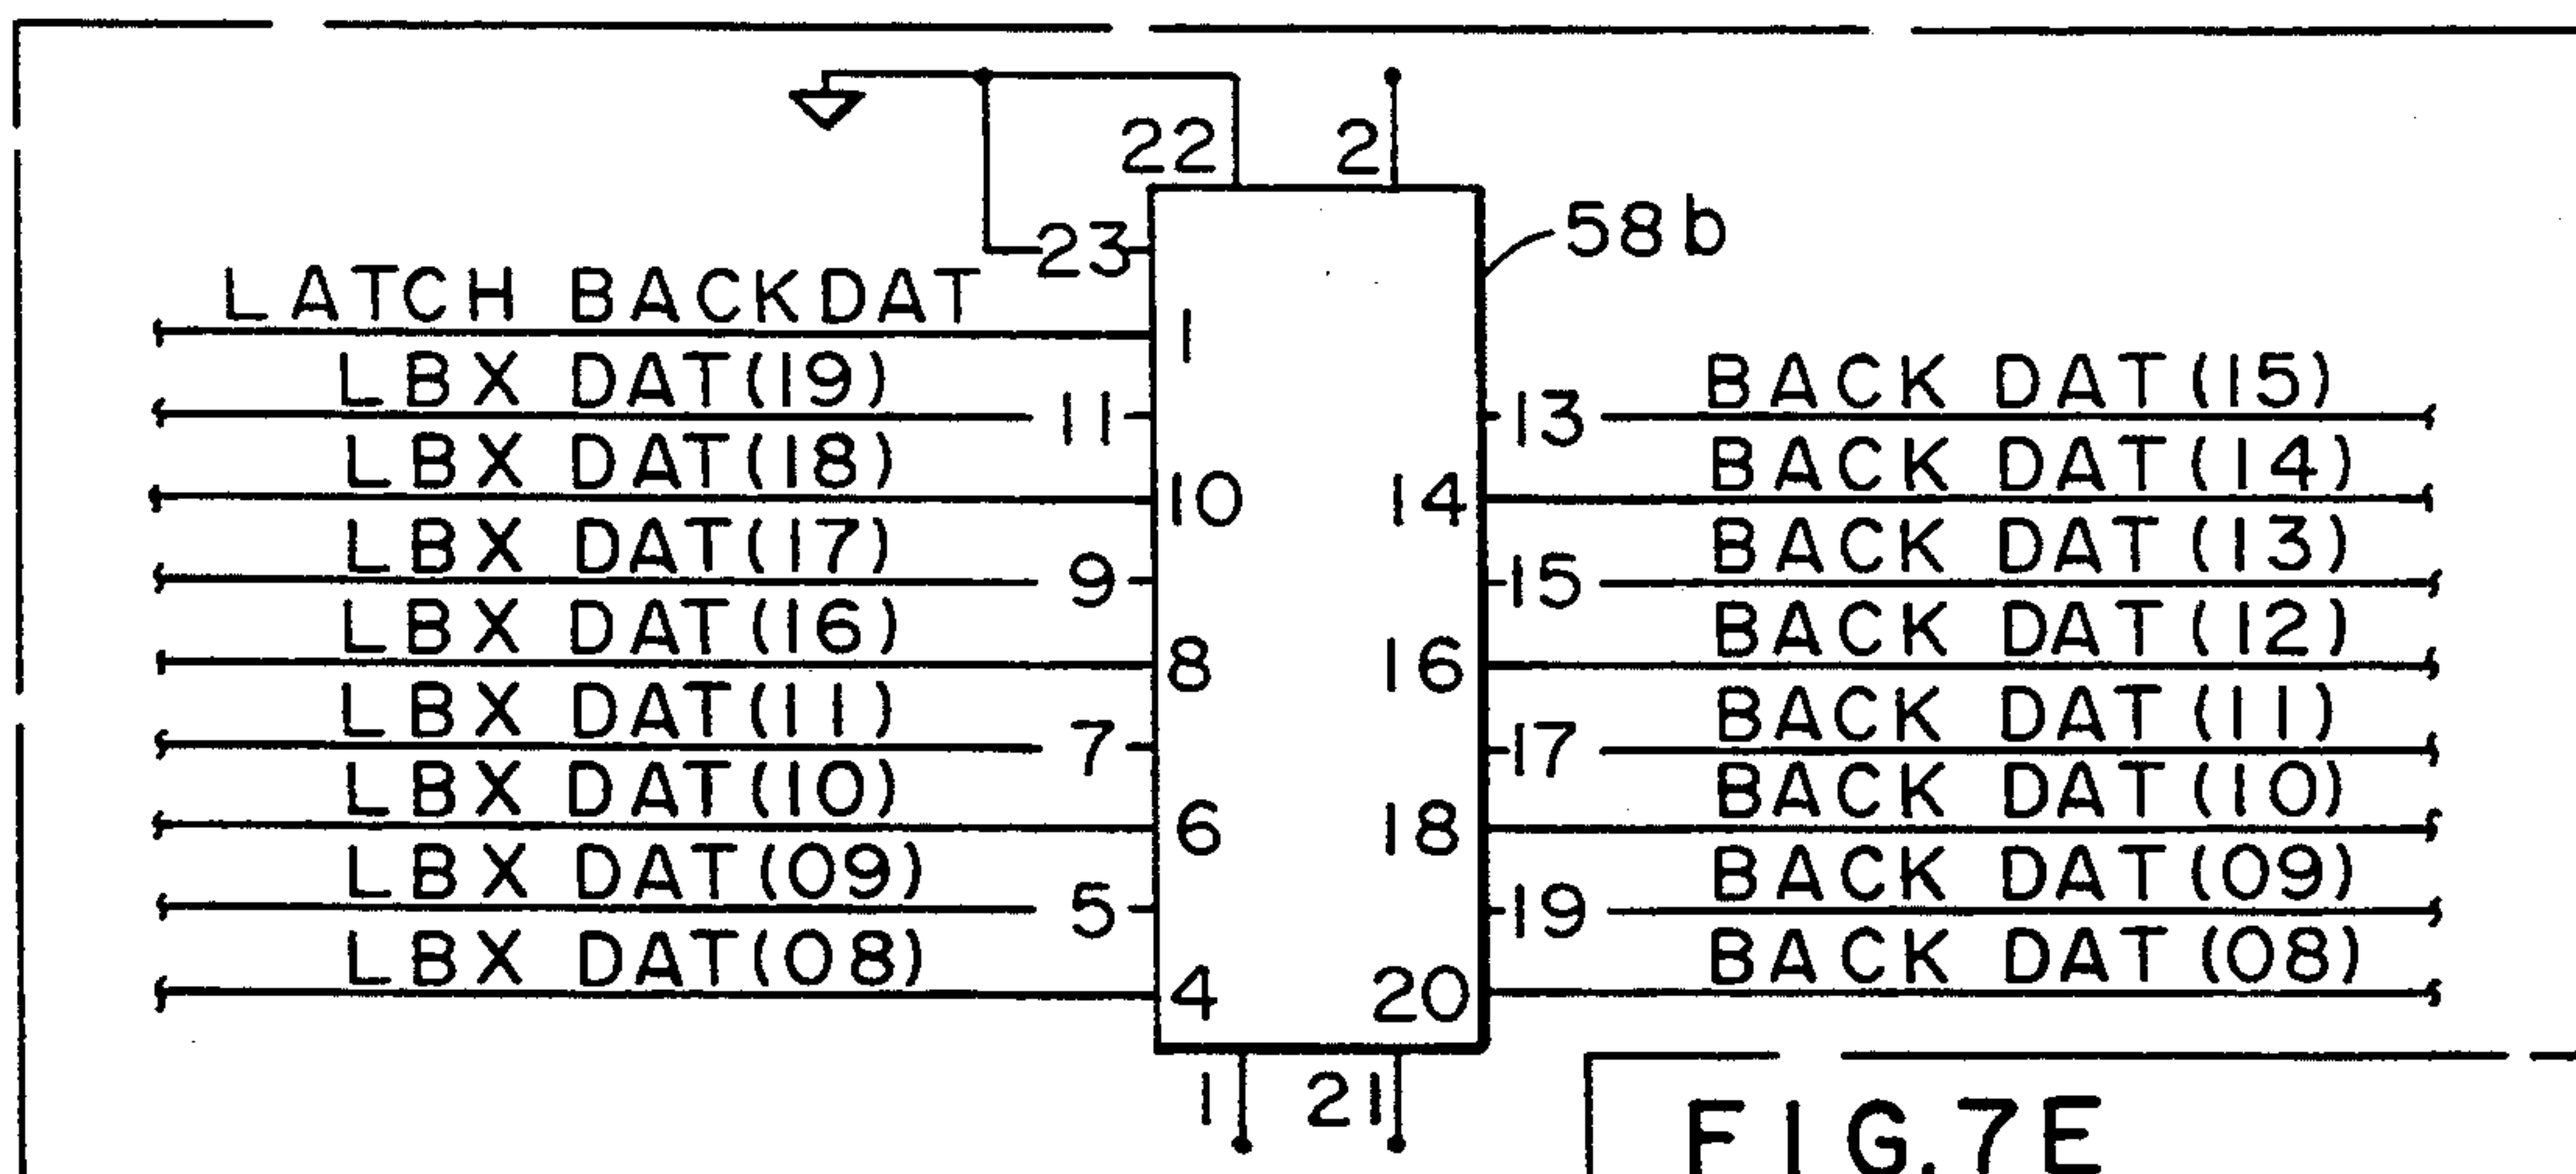 22 2
23 58b
LATCH BACKDAT 1
LBX DAT(19) 11 13 BACK DAT(15)
LBX DAT(18) 10 14 BACK DAT(14)
LBX DAT(17) 9 15 BACK DAT(13)
LBX DAT(16) 8 16 BACK DAT(12)
LBX DAT(11) 7 17 BACK DAT(11)
LBX DAT(10) 6 18 BACK DAT(10)
LBX DAT(09) 5 19 BACK DAT(09)
LBX DAT(08) 4 20 BACK DAT(08)
1 21
FIG.7E